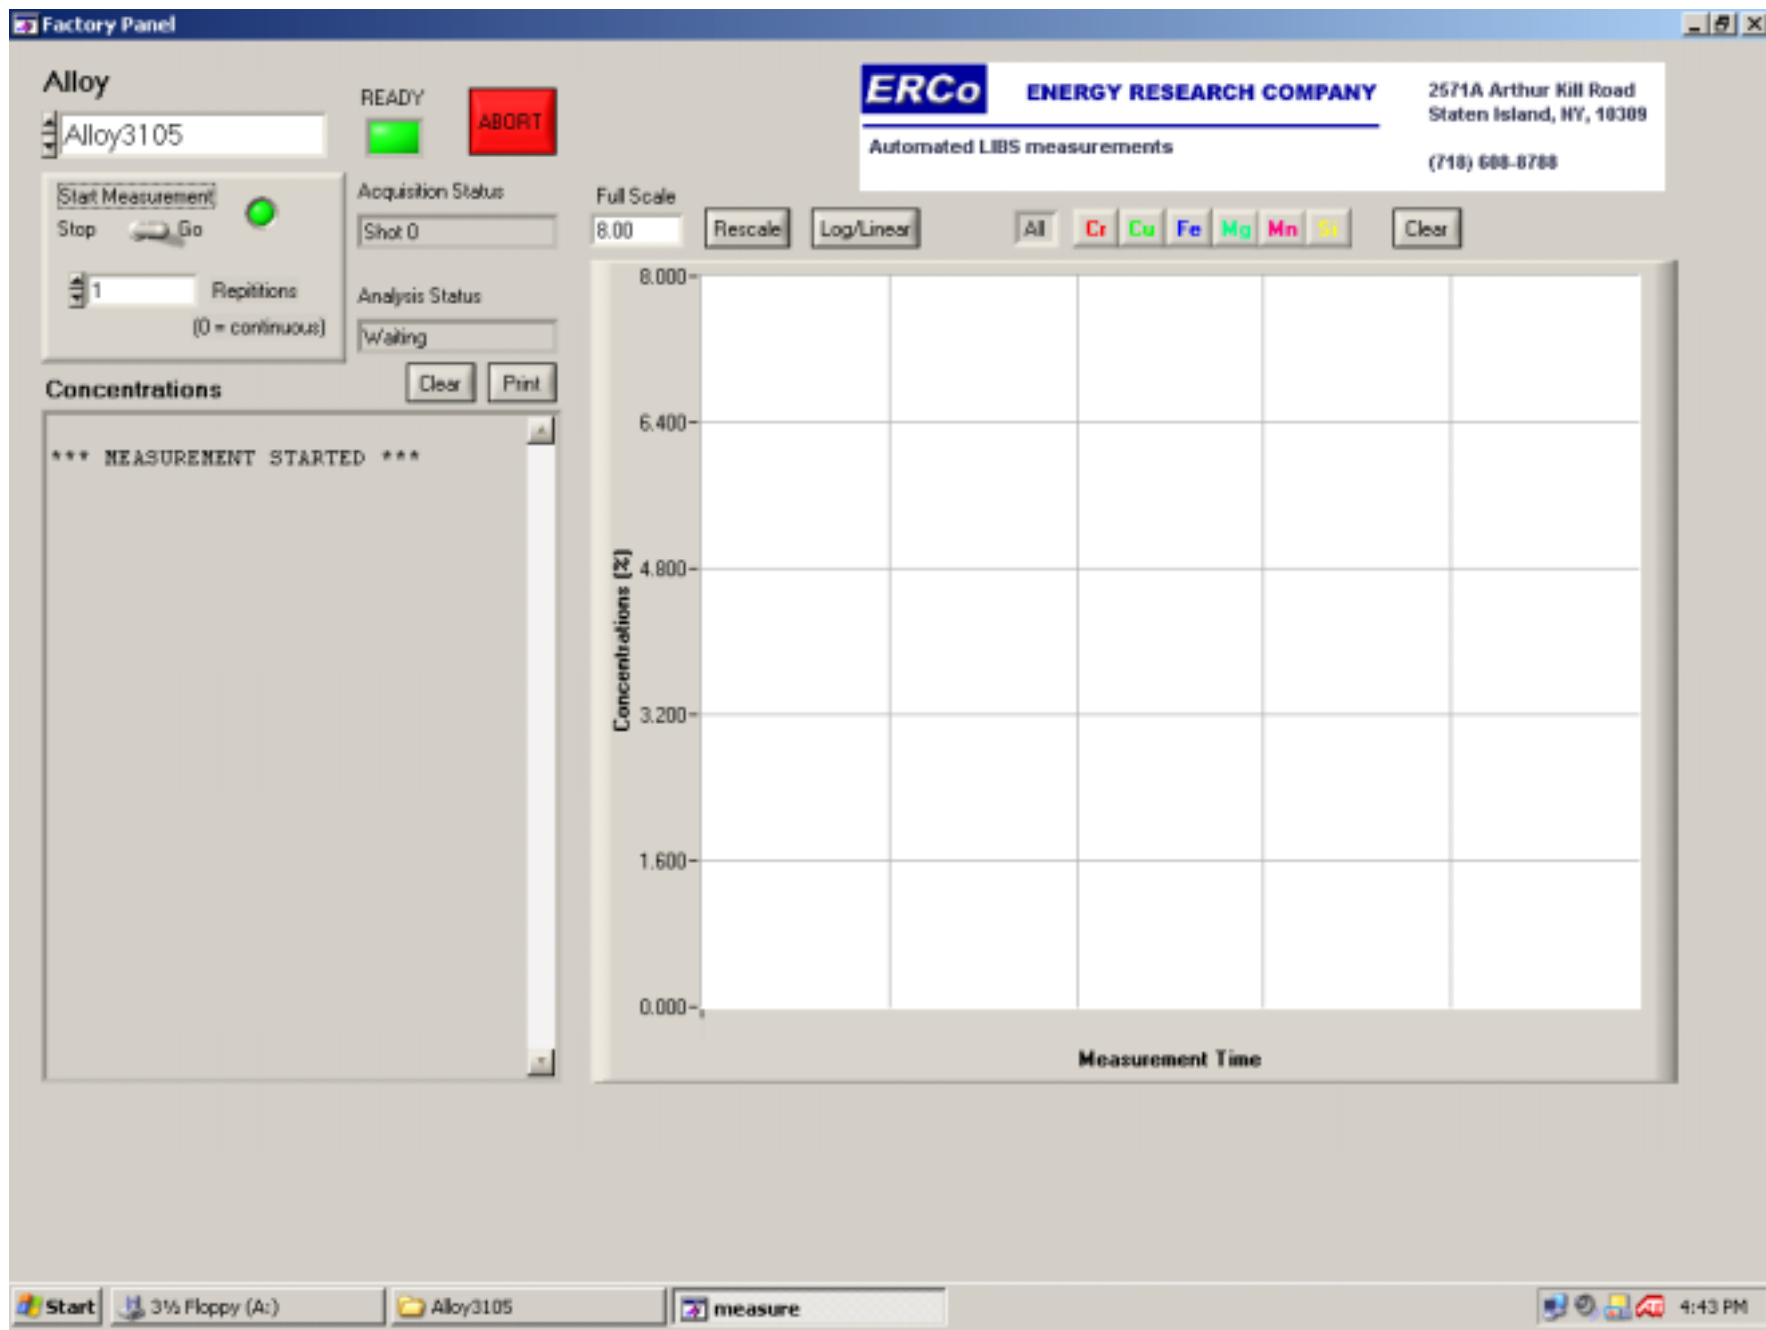 Factory Panel
Alloy
Alloy3105
READY
ABORT
ERCo
ENERGY RESEARCH COMPANY
Automated LIBS measurements
2571A Arthur Kill Road
Staten Island, NY, 10309
(718) 608-8788
Start Measurement
Stop Go
1 Repititions
(0 = continuous)
Acquisition Status
Shot 0
Analysis Status
Waiting
Full Scale
8.00 Rescale Log/Linear All Cr Cu Fe Mg Mn Si Clear
Concentrations Clear Print
*** MEASUREMENT STARTED ***
8.000
6.400
4.800
3.200
1.600
0.000
Concentrations (%)
Measurement Time
Start 3½ Floppy (A:) Alloy3105 measure 4:43 PM